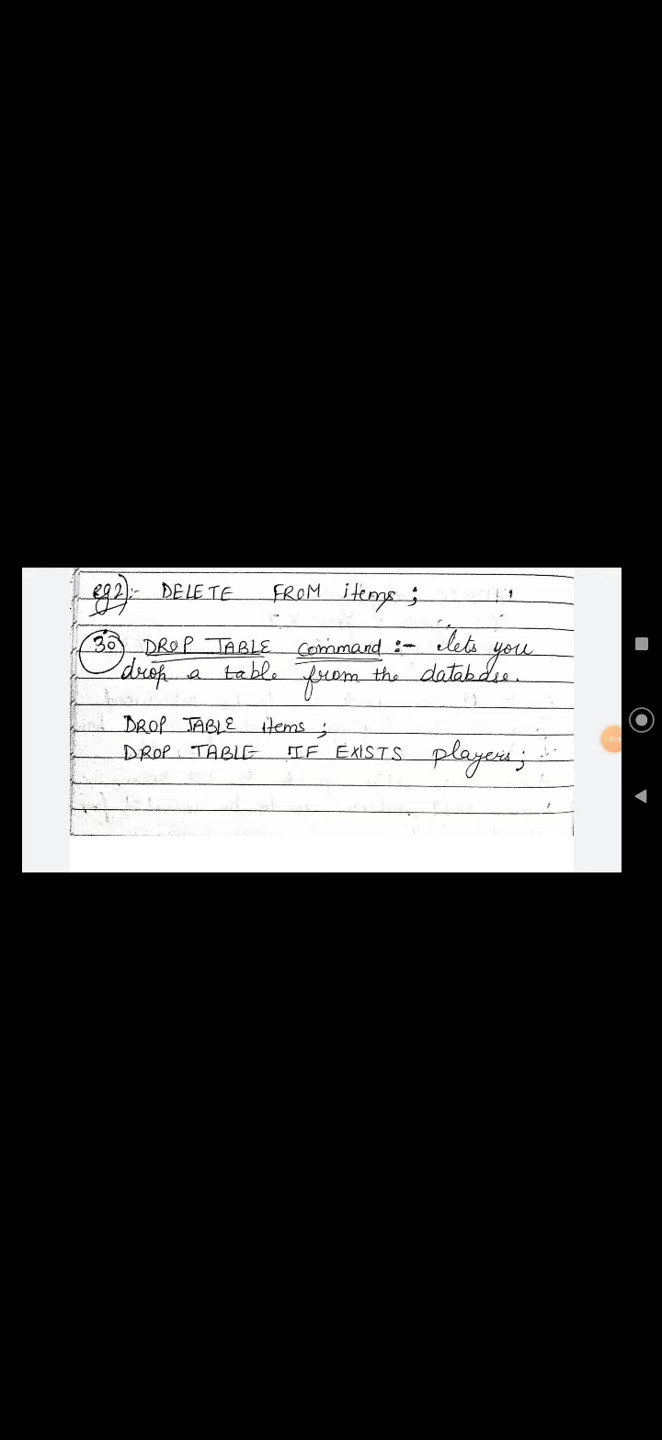 eg2):- DELETE FROM items;
30 DROP TABLE command :- lets you
drop a table from the database.
DROP TABLE items;
DROP TABLE IF EXISTS players;